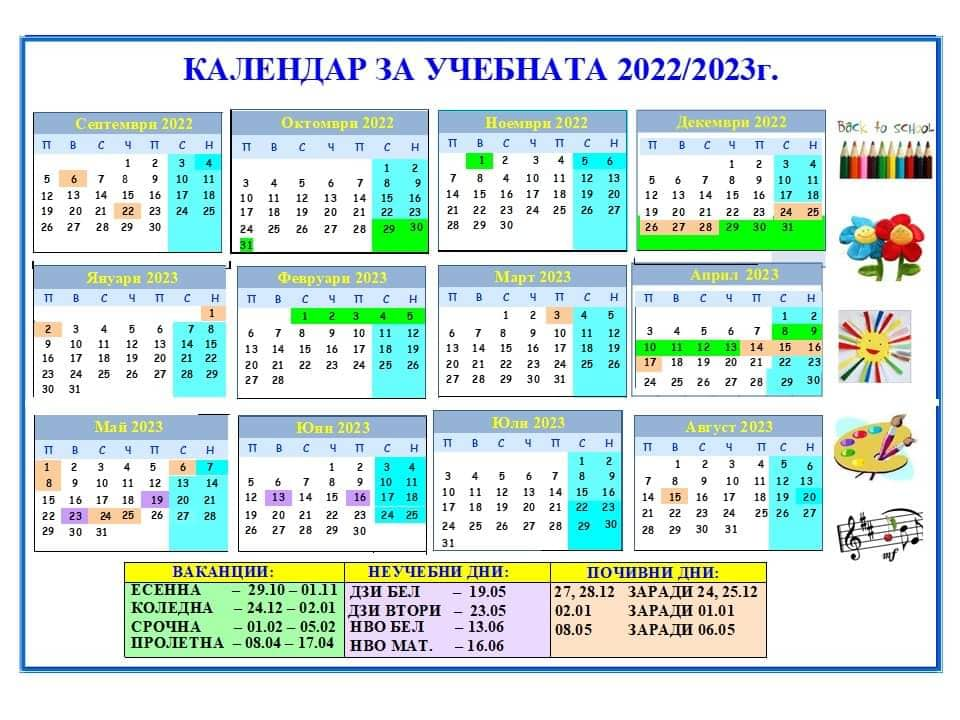 КАЛЕНДАР ЗА УЧЕБНАТА 2022/2023г.
Септември 2022
П В С Ч П С Н
1 2 3 4
5 6 7 8 9 10 11
12 13 14 15 16 17 18
19 20 21 22 23 24 25
26 27 28 29 30
Октомври 2022
П В С Ч П С Н
1 2
3 4 5 6 7 8 9
10 11 12 13 14 15 16
17 18 19 20 21 22 23
24 25 26 27 28 29 30
31
Ноември 2022
П В С Ч П С Н
1 2 3 4 5 6
7 8 9 10 11 12 13
14 15 16 17 18 19 20
21 22 23 24 25 26 27
28 29 30
Декември 2022
П В С Ч П С Н
1 2 3 4
5 6 7 8 9 10 11
12 13 14 15 16 17 18
19 20 21 22 23 24 25
26 27 28 29 30 31
Back to school
Януари 2023
П В С Ч П С Н
1
2 3 4 5 6 7 8
9 10 11 12 13 14 15
16 17 18 19 20 21 22
23 24 25 26 27 28 29
30 31
Февруари 2023
П В С Ч П С Н
1 2 3 4 5
6 7 8 9 10 11 12
13 14 15 16 17 18 19
20 21 22 23 24 25 26
27 28
Март 2023
П В С Ч П С Н
1 2 3 4 5
6 7 8 9 10 11 12
13 14 15 16 17 18 19
20 21 22 23 24 25 26
27 28 29 30 31
Април 2023
П В С Ч П С Н
1 2
3 4 5 6 7 8 9
10 11 12 13 14 15 16
17 18 19 20 21 22 23
24 25 26 27 28 29 30
Май 2023
П В С Ч П С Н
1 2 3 4 5 6 7
8 9 10 11 12 13 14
15 16 17 18 19 20 21
22 23 24 25 26 27 28
29 30 31
Юни 2023
П В С Ч П С Н
1 2 3 4
5 6 7 8 9 10 11
12 13 14 15 16 17 18
19 20 21 22 23 24 25
26 27 28 29 30
Юли 2023
П В С Ч П С Н
1 2
3 4 5 6 7 8 9
10 11 12 13 14 15 16
17 18 19 20 21 22 23
24 25 26 27 28 29 30
31
Август 2023
П В С Ч П С Н
1 2 3 4 5 6
7 8 9 10 11 12 13
14 15 16 17 18 19 20
21 22 23 24 25 26 27
28 29 30 31
mf
ВАКАНЦИИ:
ЕСЕННА – 29.10 – 01.11
КОЛЕДНА – 24.12 – 02.01
СРОЧНА – 01.02 – 05.02
ПРОЛЕТНА – 08.04 – 17.04
НЕУЧЕБНИ ДНИ:
ДЗИ БЕЛ – 19.05
ДЗИ ВТОРИ – 23.05
НВО БЕЛ – 13.06
НВО МАТ. – 16.06
ПОЧИВНИ ДНИ:
27, 28.12 ЗАРАДИ 24, 25.12
02.01 ЗАРАДИ 01.01
08.05 ЗАРАДИ 06.05